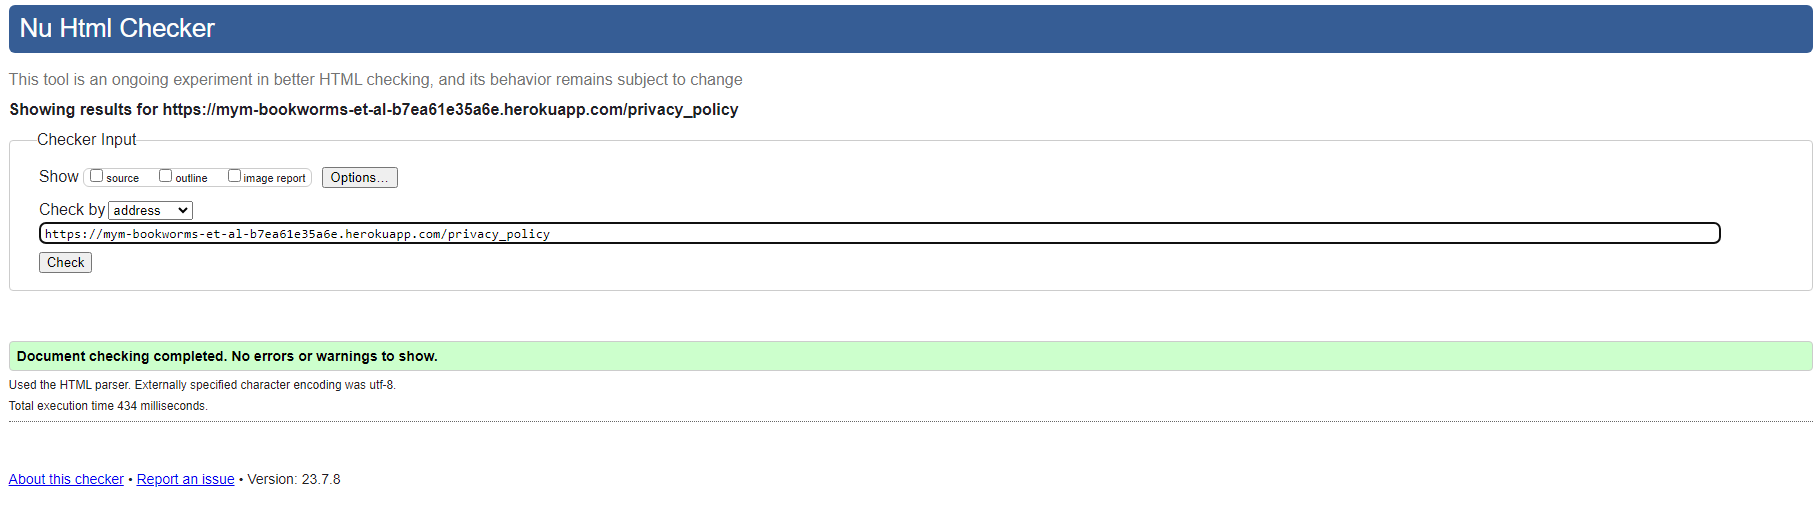 Nu Html Checker
This tool is an ongoing experiment in better HTML checking, and its behavior remains subject to change
Showing results for https://mym-bookworms-et-al-b7ea61e35a6e.herokuapp.com/privacy_policy
Checker Input
Show source outline image report Options...
Check by address
https://mym-bookworms-et-al-b7ea61e35a6e.herokuapp.com/privacy_policy
Check
Document checking completed. No errors or warnings to show.
Used the HTML parser. Externally specified character encoding was utf-8.
Total execution time 434 milliseconds.
About this checker • Report an issue • Version: 23.7.8